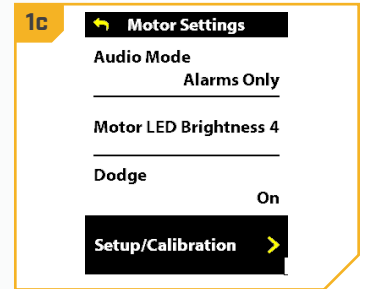 1c
Motor Settings
Audio Mode
Alarms Only
Motor LED Brightness 4
Dodge
On
Setup/Calibration >